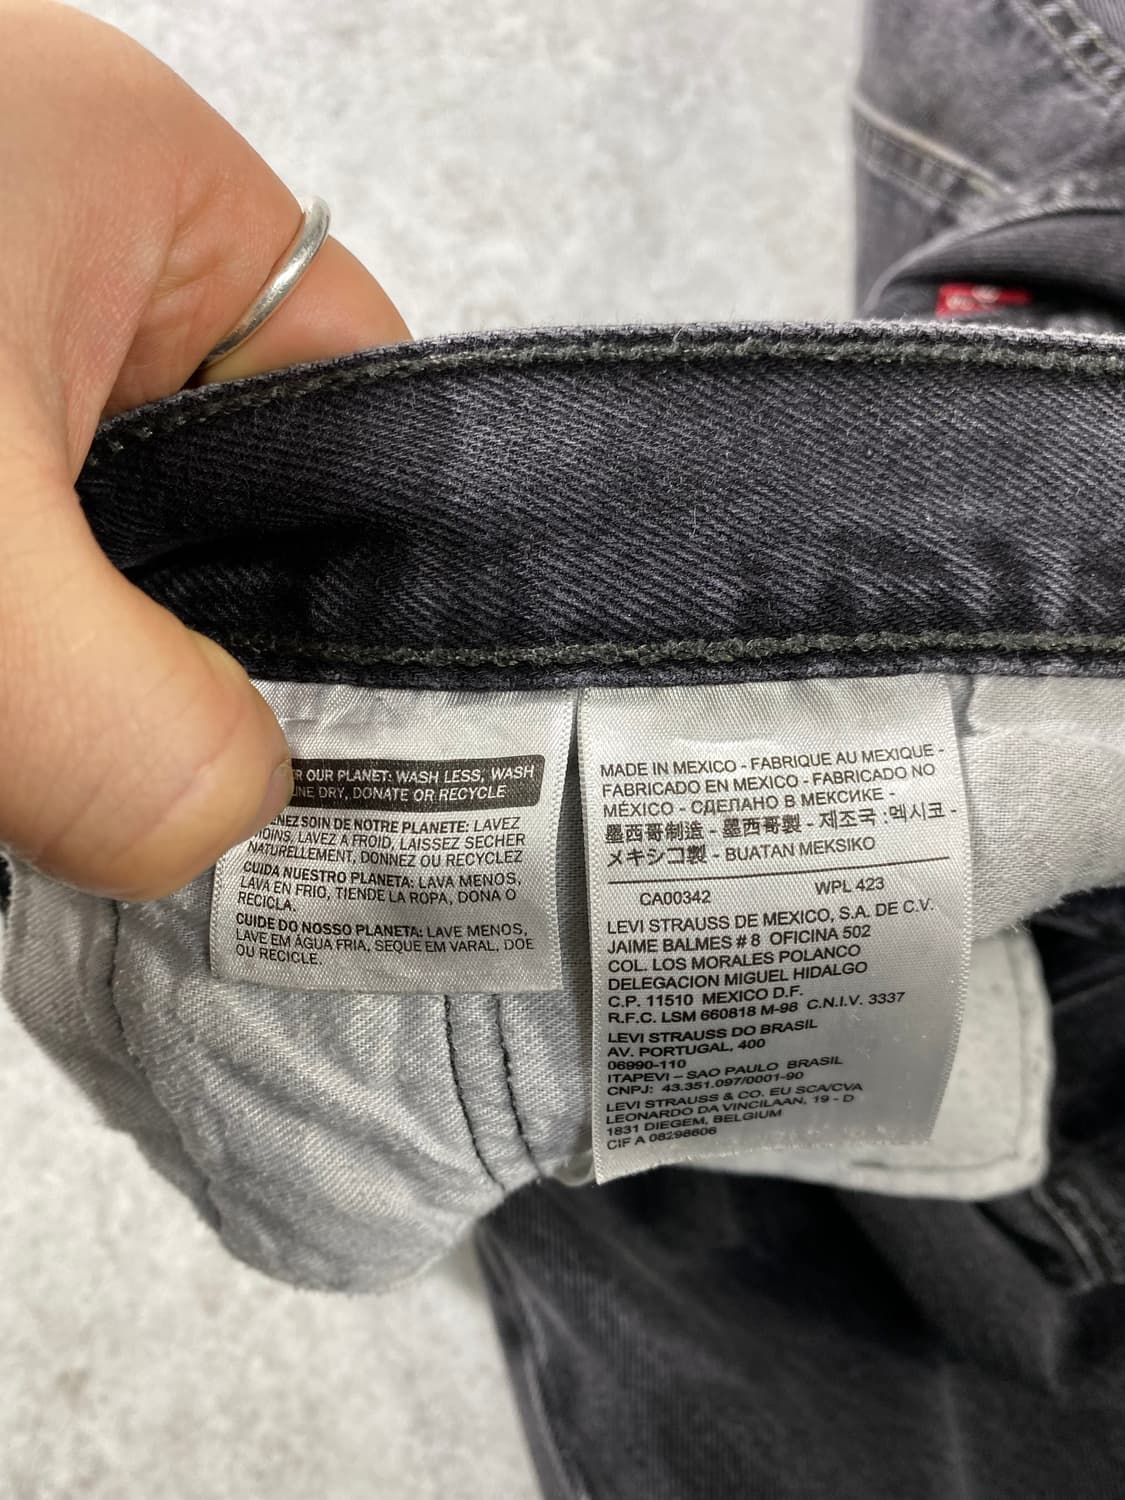 OUR PLANET: WASH LESS, WASH
LINE DRY, DONATE OR RECYCLE
SOIN DE NOTRE PLANETE: LAVEZ
MOINS, LAVEZ À FROID, LAISSEZ SECHER
NATURELLEMENT, DONNEZ OU RECYCLEZ
CUIDA NUESTRO PLANETA: LAVA MENOS,
LAVA EN FRIO, TIENDE LA ROPA, DONA O
RECICLA.
CUIDE DO NOSSO PLANETA: LAVE MENOS,
LAVE EM ÁGUA FRIA, SEQUE EM VARAL, DOE
OU RECICLE.
MADE IN MEXICO - FABRIQUE AU MEXIQUE -
FABRICADO EN MEXICO - FABRICADO NO
MÉXICO - СДЕЛАНО В МЕКСИКЕ -
墨西哥制造 - 墨西哥製 - 제조국 :멕시코 -
メキシコ製 - BUATAN MEKSIKO
CA00342 WPL 423
LEVI STRAUSS DE MEXICO, S.A. DE C.V.
JAIME BALMES # 8 OFICINA 502
COL. LOS MORALES POLANCO
DELEGACION MIGUEL HIDALGO
C.P. 11510 MEXICO D.F.
R.F.C. LSM 660818 M-98 C.N.I.V. 3337
LEVI STRAUSS DO BRASIL
AV. PORTUGAL, 400
06990-110
ITAPEVI – SAO PAULO BRASIL
CNPJ: 43.351.097/0001-90
LEVI STRAUSS & CO. EU SCA/CVA
LEONARDO DA VINCILAAN, 19 - D
1831 DIEGEM, BELGIUM
CIF A 08298606